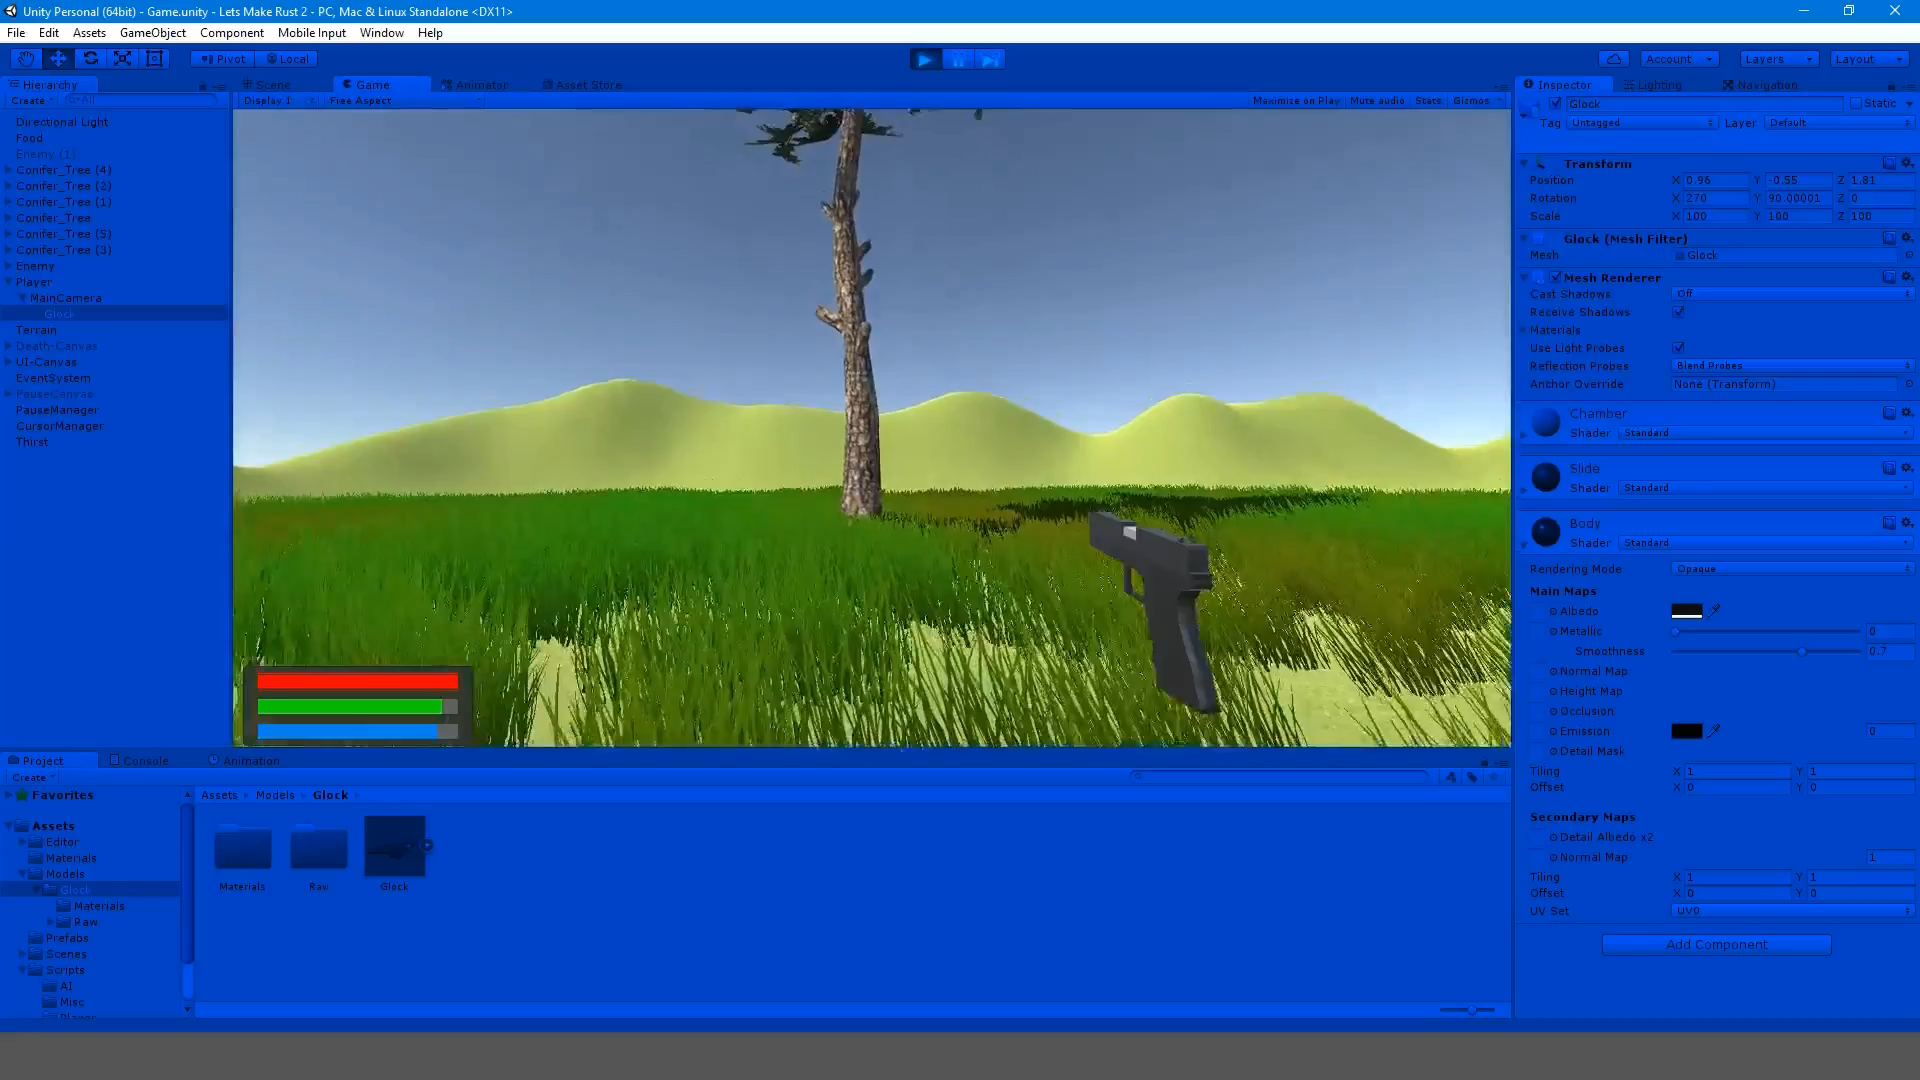 Unity Personal (64bit) - Game.unity - Lets Make Rust 2 - PC, Mac & Linux Standalone <DX11>
File Edit Assets GameObject Component Mobile Input Window Help
Pivot Local Account Layers Layout
Hierarchy
Create All
Directional Light
Food
Enemy (1)
Conifer_Tree (4)
Conifer_Tree (2)
Conifer_Tree (1)
Conifer_Tree
Conifer_Tree (5)
Conifer_Tree (3)
Enemy
Player
MainCamera
Glock
Terrain
Death-Canvas
UI-Canvas
EventSystem
PauseCanvas
PauseManager
CursorManager
Thirst
Scene Game Animator Asset Store
Display 1 Free Aspect Maximize on Play Mute audio Stats Gizmos
Inspector Lighting Navigation
Glock Static
Tag Untagged Layer Default
Transform
Position X 0.96 Y -0.55 Z 1.81
Rotation X 270 Y 90.00001 Z 0
Scale X 100 Y 100 Z 100
Glock (Mesh Filter)
Mesh Glock
Mesh Renderer
Cast Shadows Off
Receive Shadows
Materials
Use Light Probes
Reflection Probes Blend Probes
Anchor Override None (Transform)
Chamber
Shader Standard
Slide
Shader Standard
Body
Shader Standard
Rendering Mode Opaque
Main Maps
Albedo
Metallic 0
Smoothness 0.7
Normal Map
Height Map
Occlusion
Emission 0
Detail Mask
Tiling X 1 Y 1
Offset X 0 Y 0
Secondary Maps
Detail Albedo x2
Normal Map 1
Tiling X 1 Y 1
Offset X 0 Y 0
UV Set UV0
Add Component
Project Console Animation
Create
Favorites
Assets
Editor
Materials
Models
Glock
Materials
Raw
Prefabs
Scenes
Scripts
AI
Misc
Player
Assets Models Glock
Materials Raw Glock